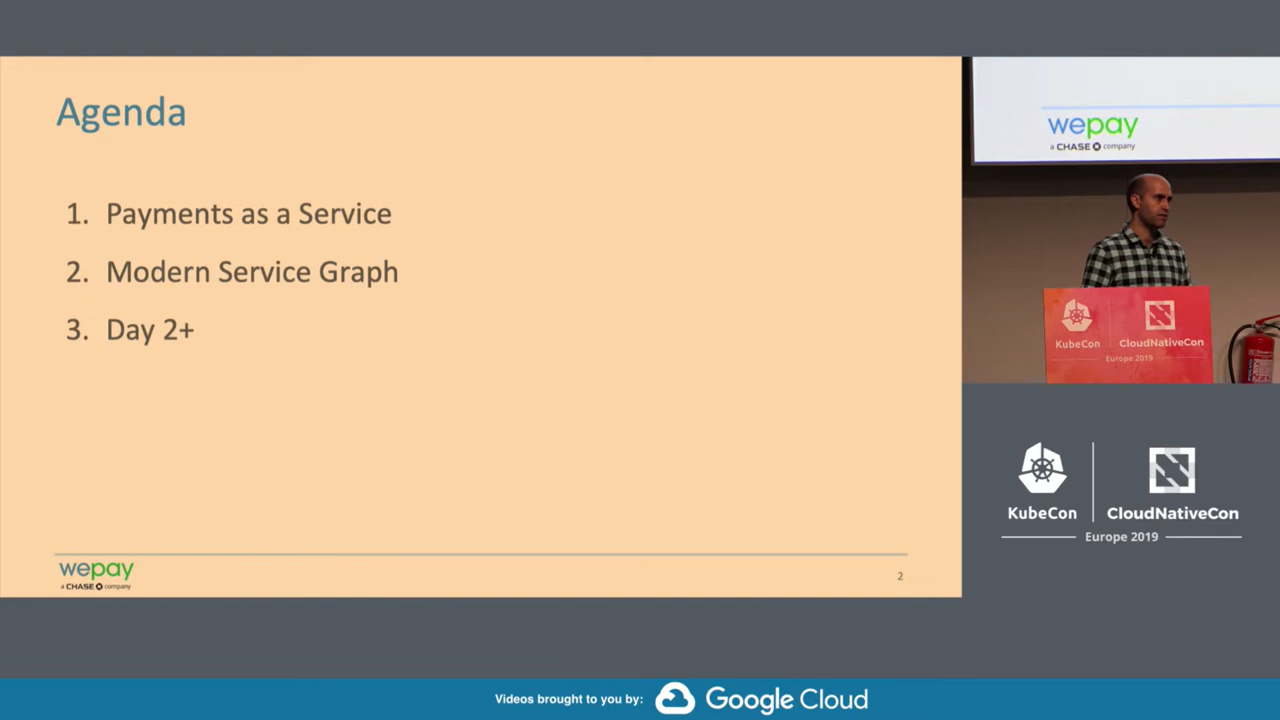 Agenda
1. Payments as a Service
2. Modern Service Graph
3. Day 2+
wepay
a CHASE company
2
wepay
a CHASE company
KubeCon
CloudNativeCon
Europe 2019
KubeCon
CloudNativeCon
Europe 2019
Videos brought to you by:
Google Cloud